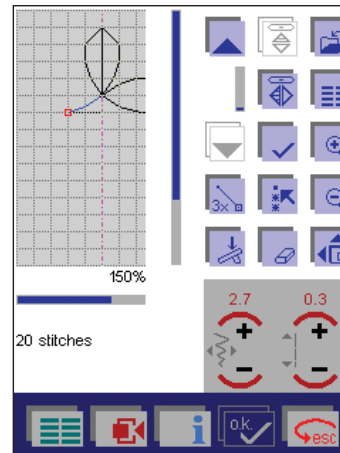 3x
150%
2.7 0.3
20 stitches
i
o.k.
esc